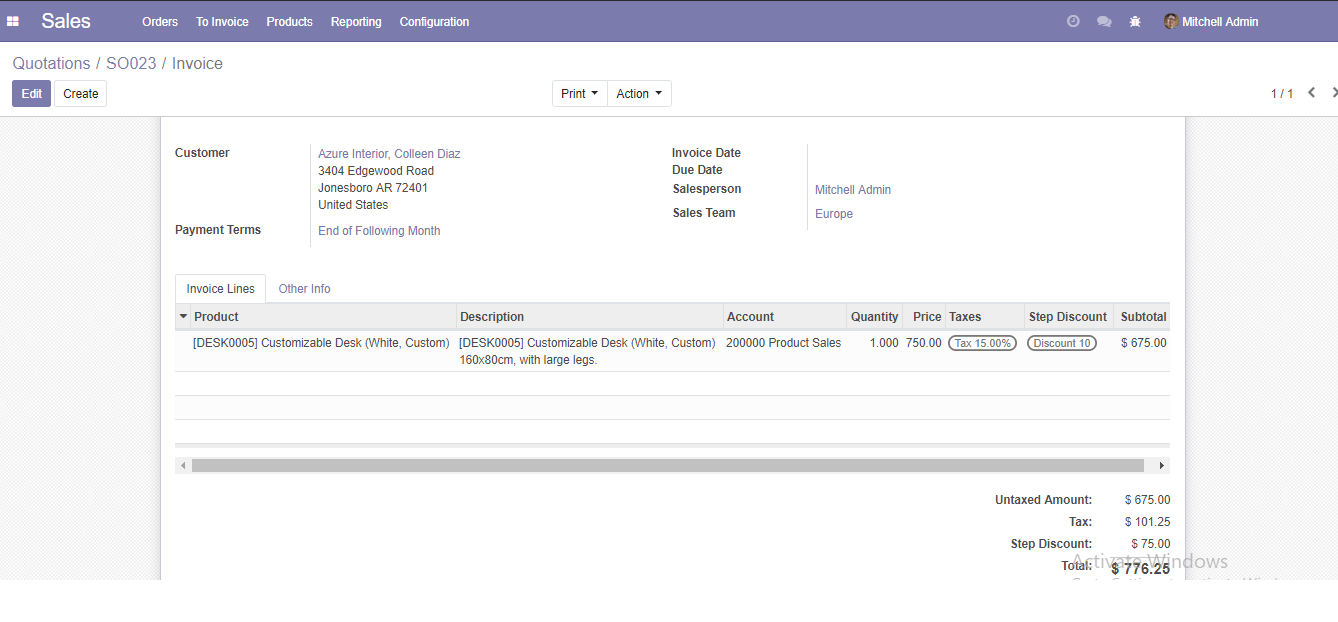 Sales Orders To Invoice Products Reporting Configuration Mitchell Admin
Quotations / SO023 / Invoice
Edit Create Print Action 1 / 1
Customer Azure Interior, Colleen Diaz Invoice Date
3404 Edgewood Road Due Date
Jonesboro AR 72401 Salesperson Mitchell Admin
United States
Sales Team Europe
Payment Terms End of Following Month
Invoice Lines Other Info
Product Description Account Quantity Price Taxes Step Discount Subtotal
[DESK0005] Customizable Desk (White, Custom) [DESK0005] Customizable Desk (White, Custom) 200000 Product Sales 1.000 750.00 Tax 15.00% Discount 10 $ 675.00
160x80cm, with large legs.
Untaxed Amount: $ 675.00
Tax: $ 101.25
Step Discount: $ 75.00
Activate Windows
Total: $ 776.25